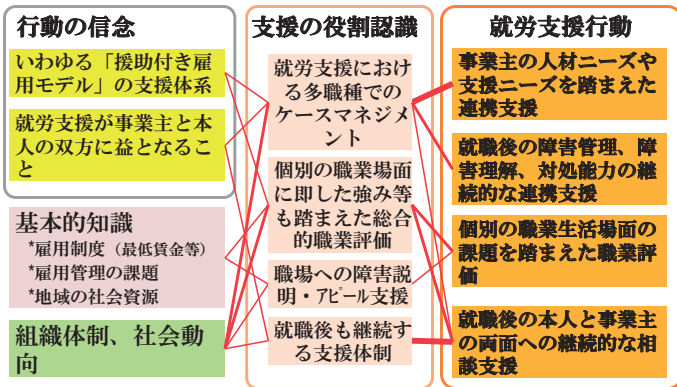 行動の信念
いわゆる「援助付き雇
用モデル」の支援体系
就労支援が事業主と本
人の双方に益となるこ
と
基本的知識
*雇用制度（最低賃金等）
*雇用管理の課題
*地域の社会資源
組織体制、社会動
向
支援の役割認識
就労支援におけ
る多職種での
ケースマネジメ
ント
個別の職業場面
に即した強み等
も踏まえた総合
的職業評価
職場への障害説
明・アピール支援
就職後も継続す
る支援体制
就労支援行動
事業主の人材ニーズや
支援ニーズを踏まえた
連携支援
就職後の障害管理、障
害理解、対処能力の継
続的な連携支援
個別の職業生活場面の
課題を踏まえた職業評
価
就職後の本人と事業主
の両面への継続的な相
談支援